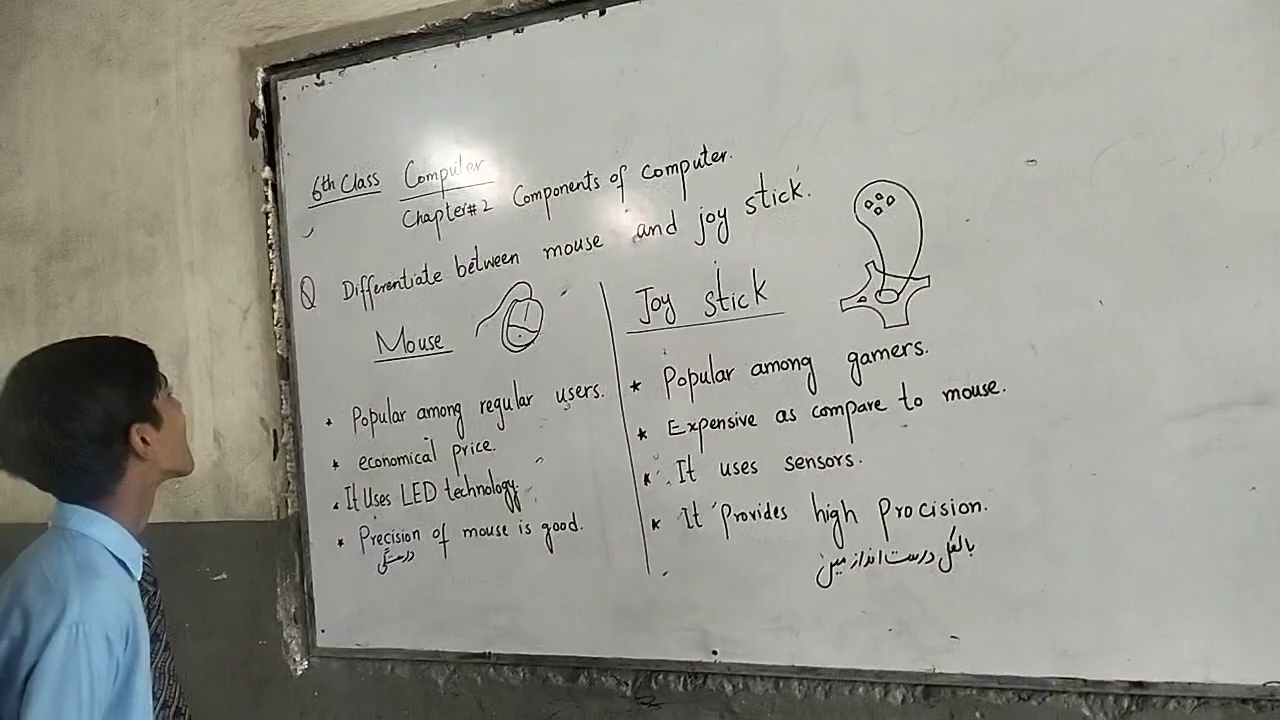 6th Class Computer
Chapter#2 Components of computer.
Q Differentiate between mouse and joy stick.
Mouse
* Popular among regular users.
* economical price.
* It Uses LED technology.
* Precision of mouse is good.
درستگی
Joy stick
* Popular among gamers.
* Expensive as compare to mouse.
* It uses sensors.
* It Provides high Procision.
بالکل درست انداز میں